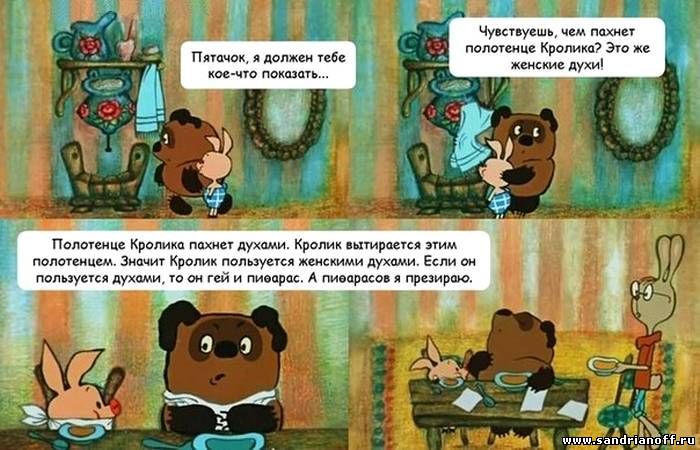 Пятачок, я должен тебе
кое-что показать...
Чувствуешь, чем пахнет
полотенце Кролика? Это же
женские духи!
Полотенце Кролика пахнет духами. Кролик вытирается этим
полотенцем. Значит Кролик пользуется женскими духами. Если он
пользуется духами, то он гей и пиѳарас. А пиѳарасов я презираю.
www.sandrianoff.ru